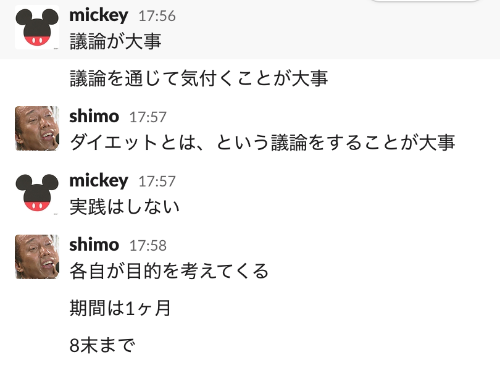 mickey 17:56
議論が大事
議論を通じて気付くことが大事
shimo 17:57
ダイエットとは、という議論をすることが大事
mickey 17:57
実践はしない
shimo 17:58
各自が目的を考えてくる
期間は1ヶ月
8末まで